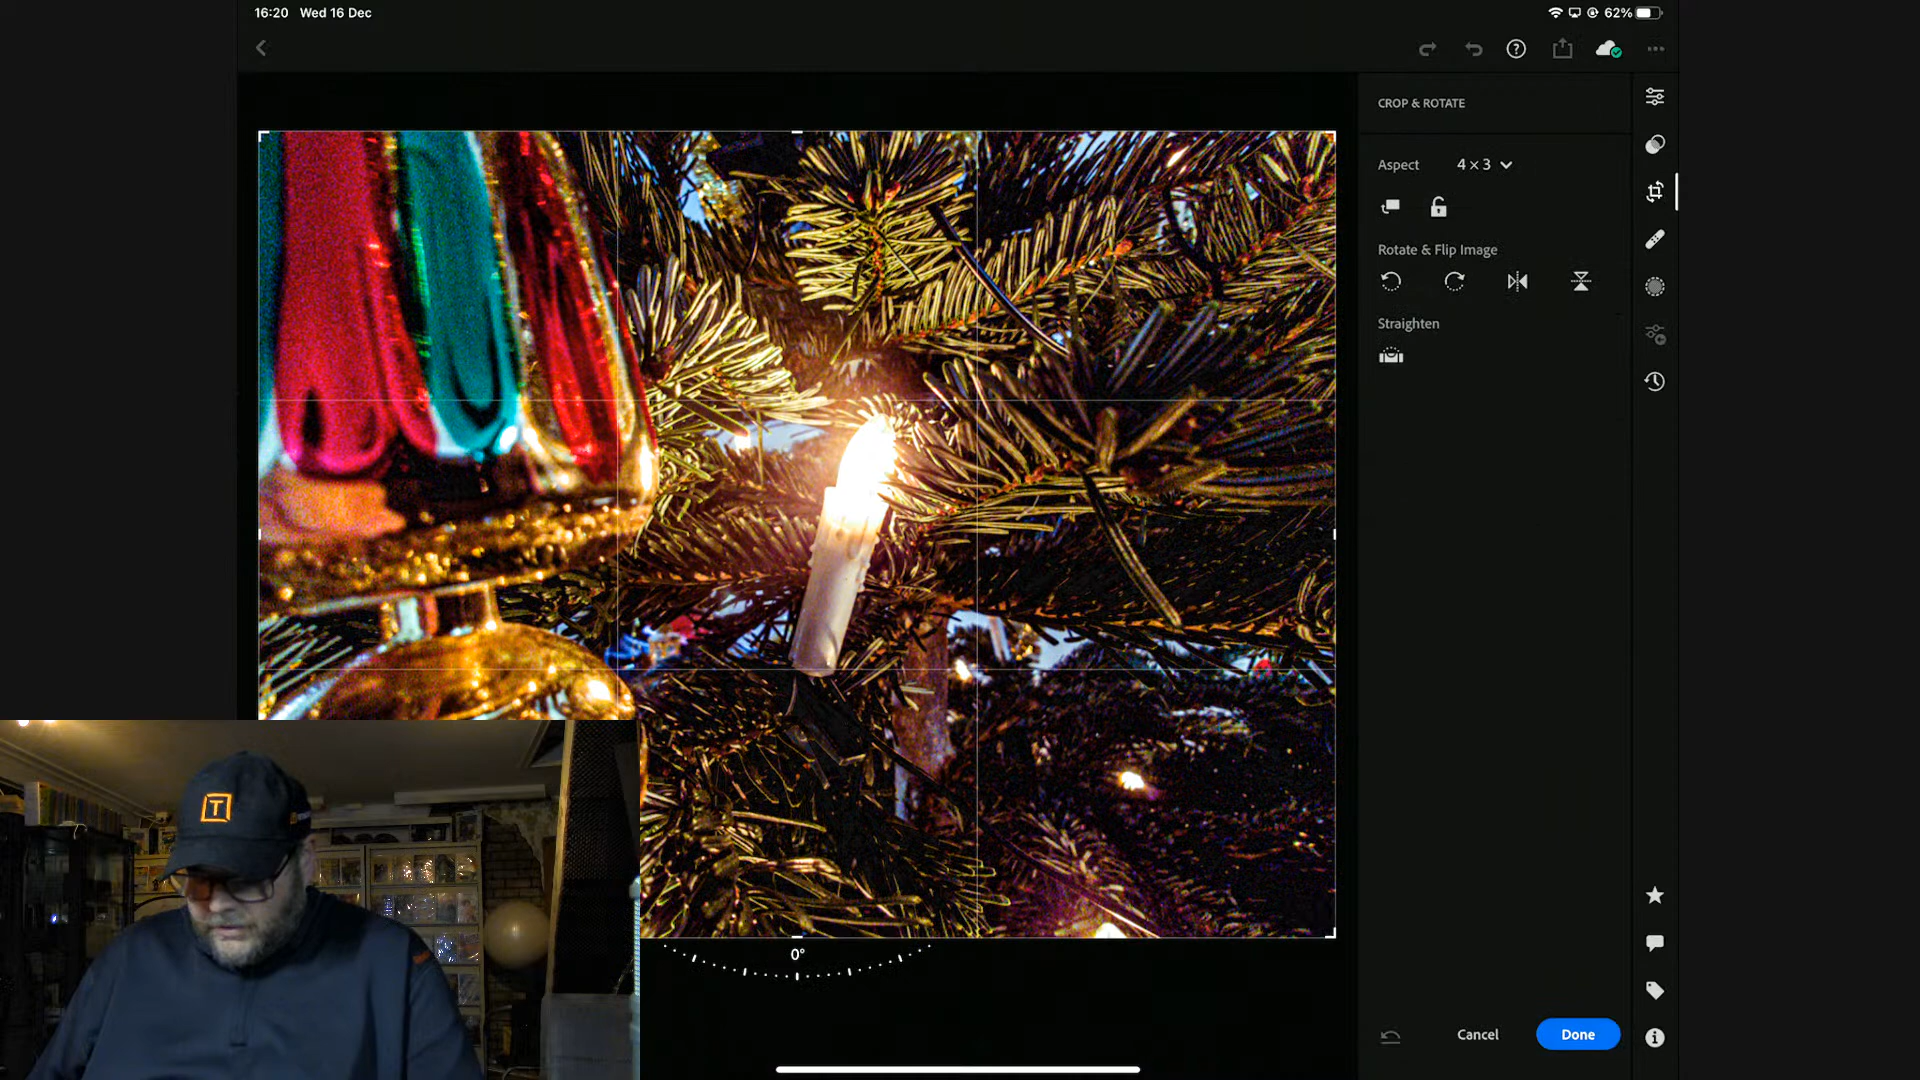 16:20 Wed 16 Dec
62%
CROP & ROTATE
Aspect 4 × 3
Rotate & Flip Image
Straighten
T
0°
Cancel Done